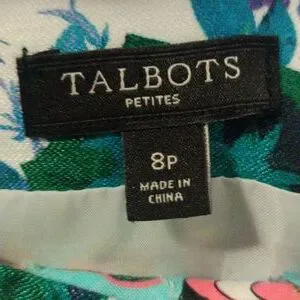 TALBOTS
PETITES
8P
MADE IN
CHINA